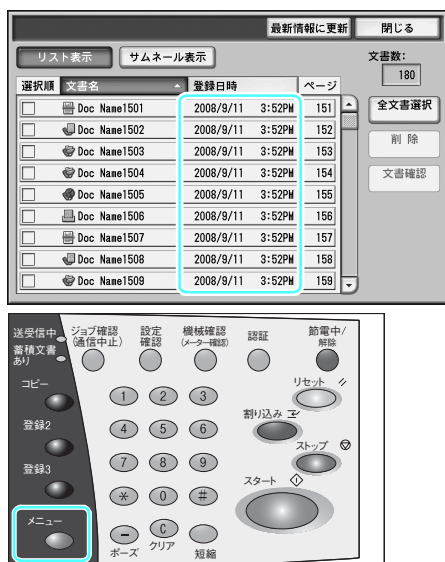 最新情報に更新 閉じる
リスト表示 サムネール表示 文書数:
180
選択順 文書名 登録日時 ページ
Doc Name1501 2008/9/11 3:52PM 151 全文書選択
Doc Name1502 2008/9/11 3:52PM 152
削 除
Doc Name1503 2008/9/11 3:52PM 153
Doc Name1504 2008/9/11 3:52PM 154 文書確認
Doc Name1505 2008/9/11 3:52PM 155
Doc Name1506 2008/9/11 3:52PM 156
Doc Name1507 2008/9/11 3:52PM 157
Doc Name1508 2008/9/11 3:52PM 158
Doc Name1509 2008/9/11 3:52PM 159
送受信中 ジョブ確認 設定 機械確認 認証 節電中/
蓄積文書 (通信中止) 確認 (メーター確認) 解除
あり
コピー リセット
1 2 3
登録2 割り込み
4 5 6
ストップ
登録3 7 8 9
スタート
* 0 #
メニュー
- C
ポーズ クリア 短縮